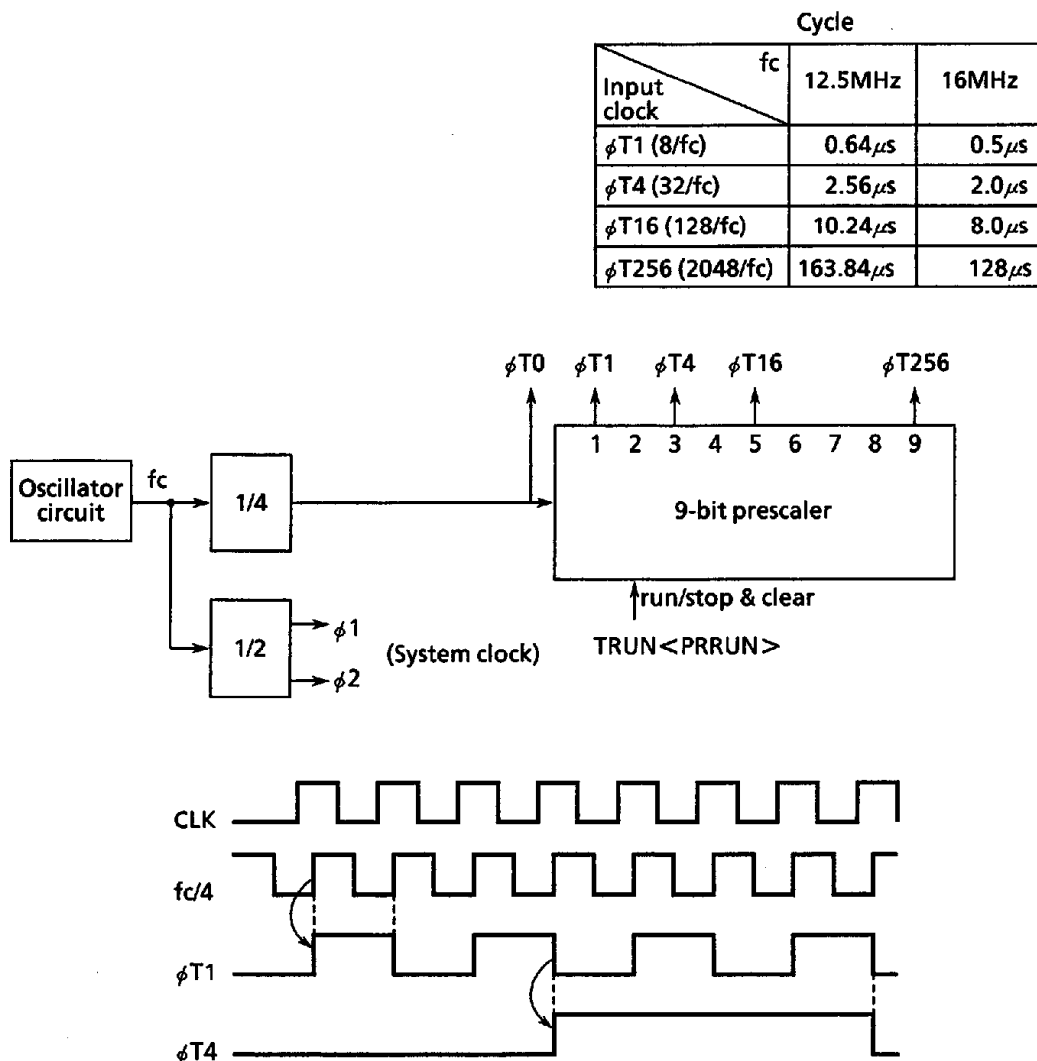 Cycle
fc
Input
clock
12.5MHz
16MHz
φT1 (8/fc)
0.64μs
0.5μs
φT4 (32/fc)
2.56μs
2.0μs
φT16 (128/fc)
10.24μs
8.0μs
φT256 (2048/fc)
163.84μs
128μs
φT0
φT1
φT4
φT16
φT256
1 2 3 4 5 6 7 8 9
Oscillator
circuit
fc
1/4
9-bit prescaler
run/stop & clear
TRUN<PRRUN>
1/2
φ1
φ2
(System clock)
CLK
fc/4
φT1
φT4